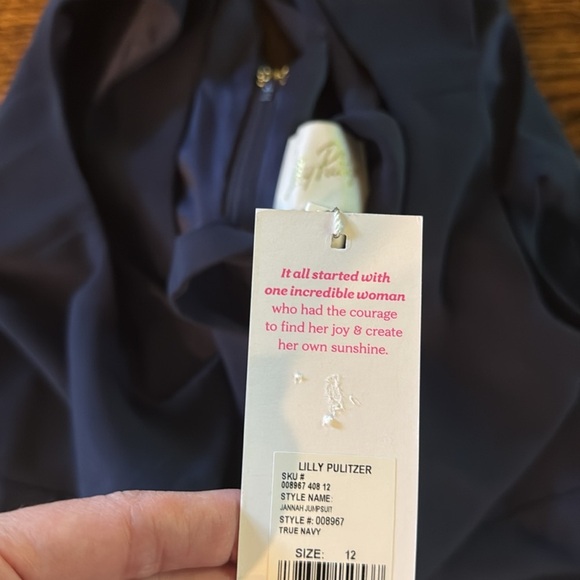 It all started with
one incredible woman
who had the courage
to find her joy & create
her own sunshine.
LILLY PULITZER
SKU #
008967 408 12
STYLE NAME:
JANNAH JUMPSUIT
STYLE #: 008967
TRUE NAVY
SIZE: 12